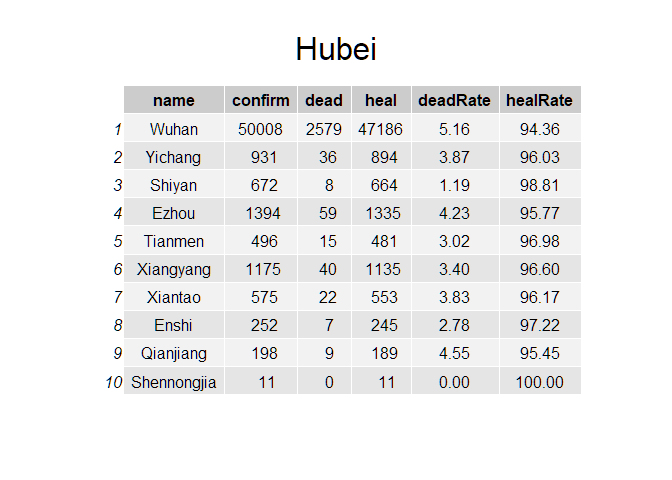 Hubei
name confirm dead heal deadRate healRate
1 Wuhan 50008 2579 47186 5.16 94.36
2 Yichang 931 36 894 3.87 96.03
3 Shiyan 672 8 664 1.19 98.81
4 Ezhou 1394 59 1335 4.23 95.77
5 Tianmen 496 15 481 3.02 96.98
6 Xiangyang 1175 40 1135 3.40 96.60
7 Xiantao 575 22 553 3.83 96.17
8 Enshi 252 7 245 2.78 97.22
9 Qianjiang 198 9 189 4.55 95.45
10 Shennongjia 11 0 11 0.00 100.00